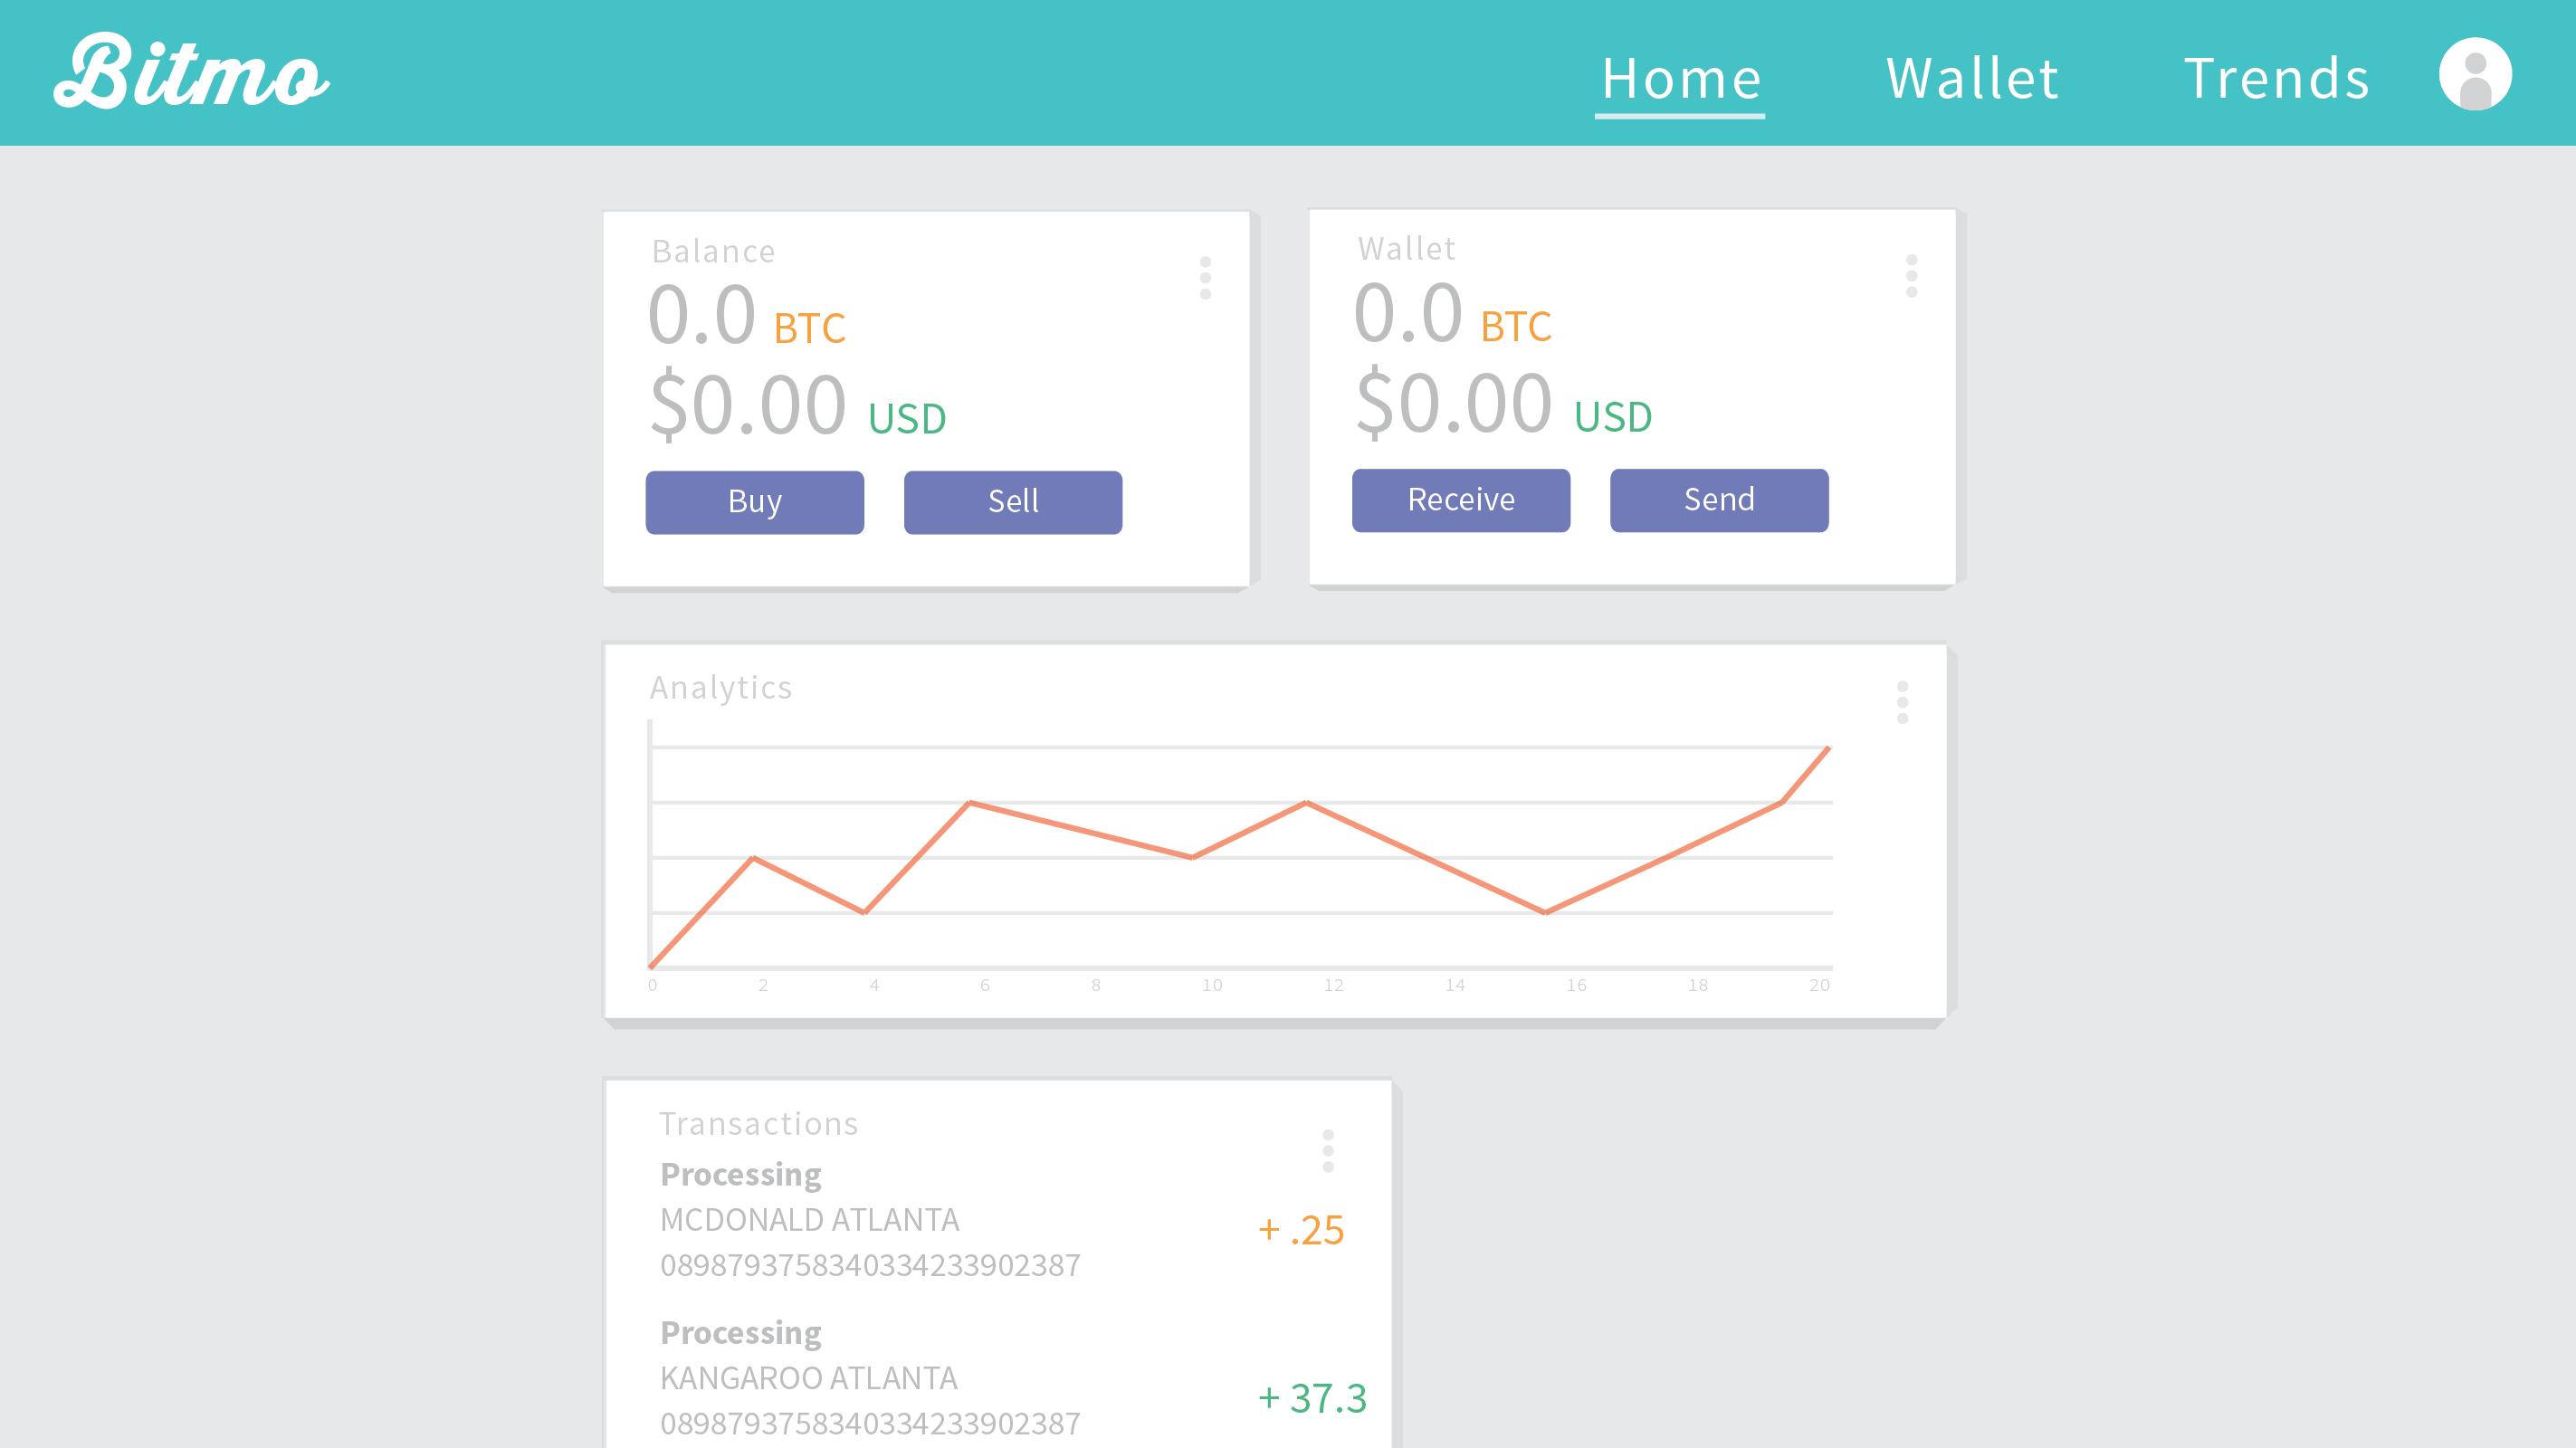 Bitmo
Home Wallet Trends
Balance
0.0 BTC
$0.00 USD
Buy Sell
Wallet
0.0 BTC
$0.00 USD
Receive Send
Analytics
0 2 4 6 8 10 12 14 16 18 20
Transactions
Processing
MCDONALD ATLANTA
+ .25
0898793758340334233902387
Processing
KANGAROO ATLANTA
+ 37.3
0898793758340334233902387